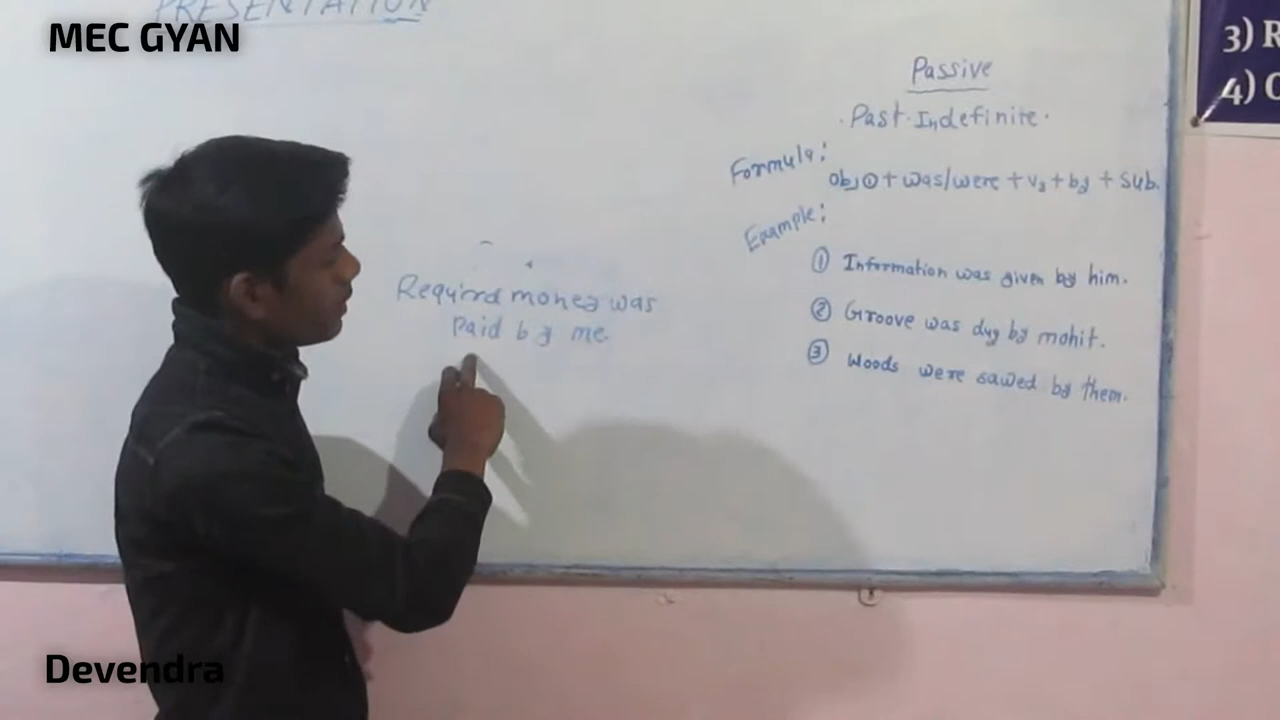 PRESENTATION
MEC GYAN
3) R
4) C
Passive
Past Indefinite
Formula:
Obj① + was/were + V3 + by + Sub.
Example:
① Information was given by him.
② Groove was dug by mohit.
③ Woods were sawed by them.
Required money was
Paid by me
Devendra